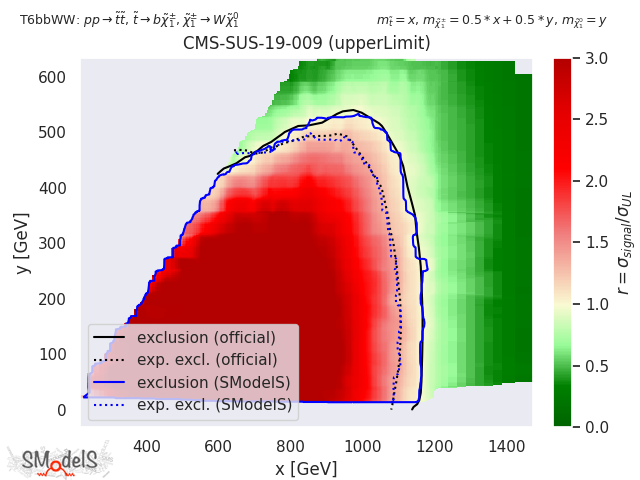 T6bbWW: pp → t̃t̃, t̃ → bχ̃₁±, χ̃₁± → Wχ̃₁⁰
m_t̃ = x, m_χ̃₁± = 0.5 * x + 0.5 * y, m_χ̃₁⁰ = y
CMS-SUS-19-009 (upperLimit)
600
500
400
300
200
100
0
y [GeV]
exclusion (official)
exp. excl. (official)
exclusion (SModelS)
exp. excl. (SModelS)
400
600
800
1000
1200
1400
x [GeV]
3.0
2.5
2.0
1.5
1.0
0.5
0.0
r = σ_signal/σ_UL
SModelS